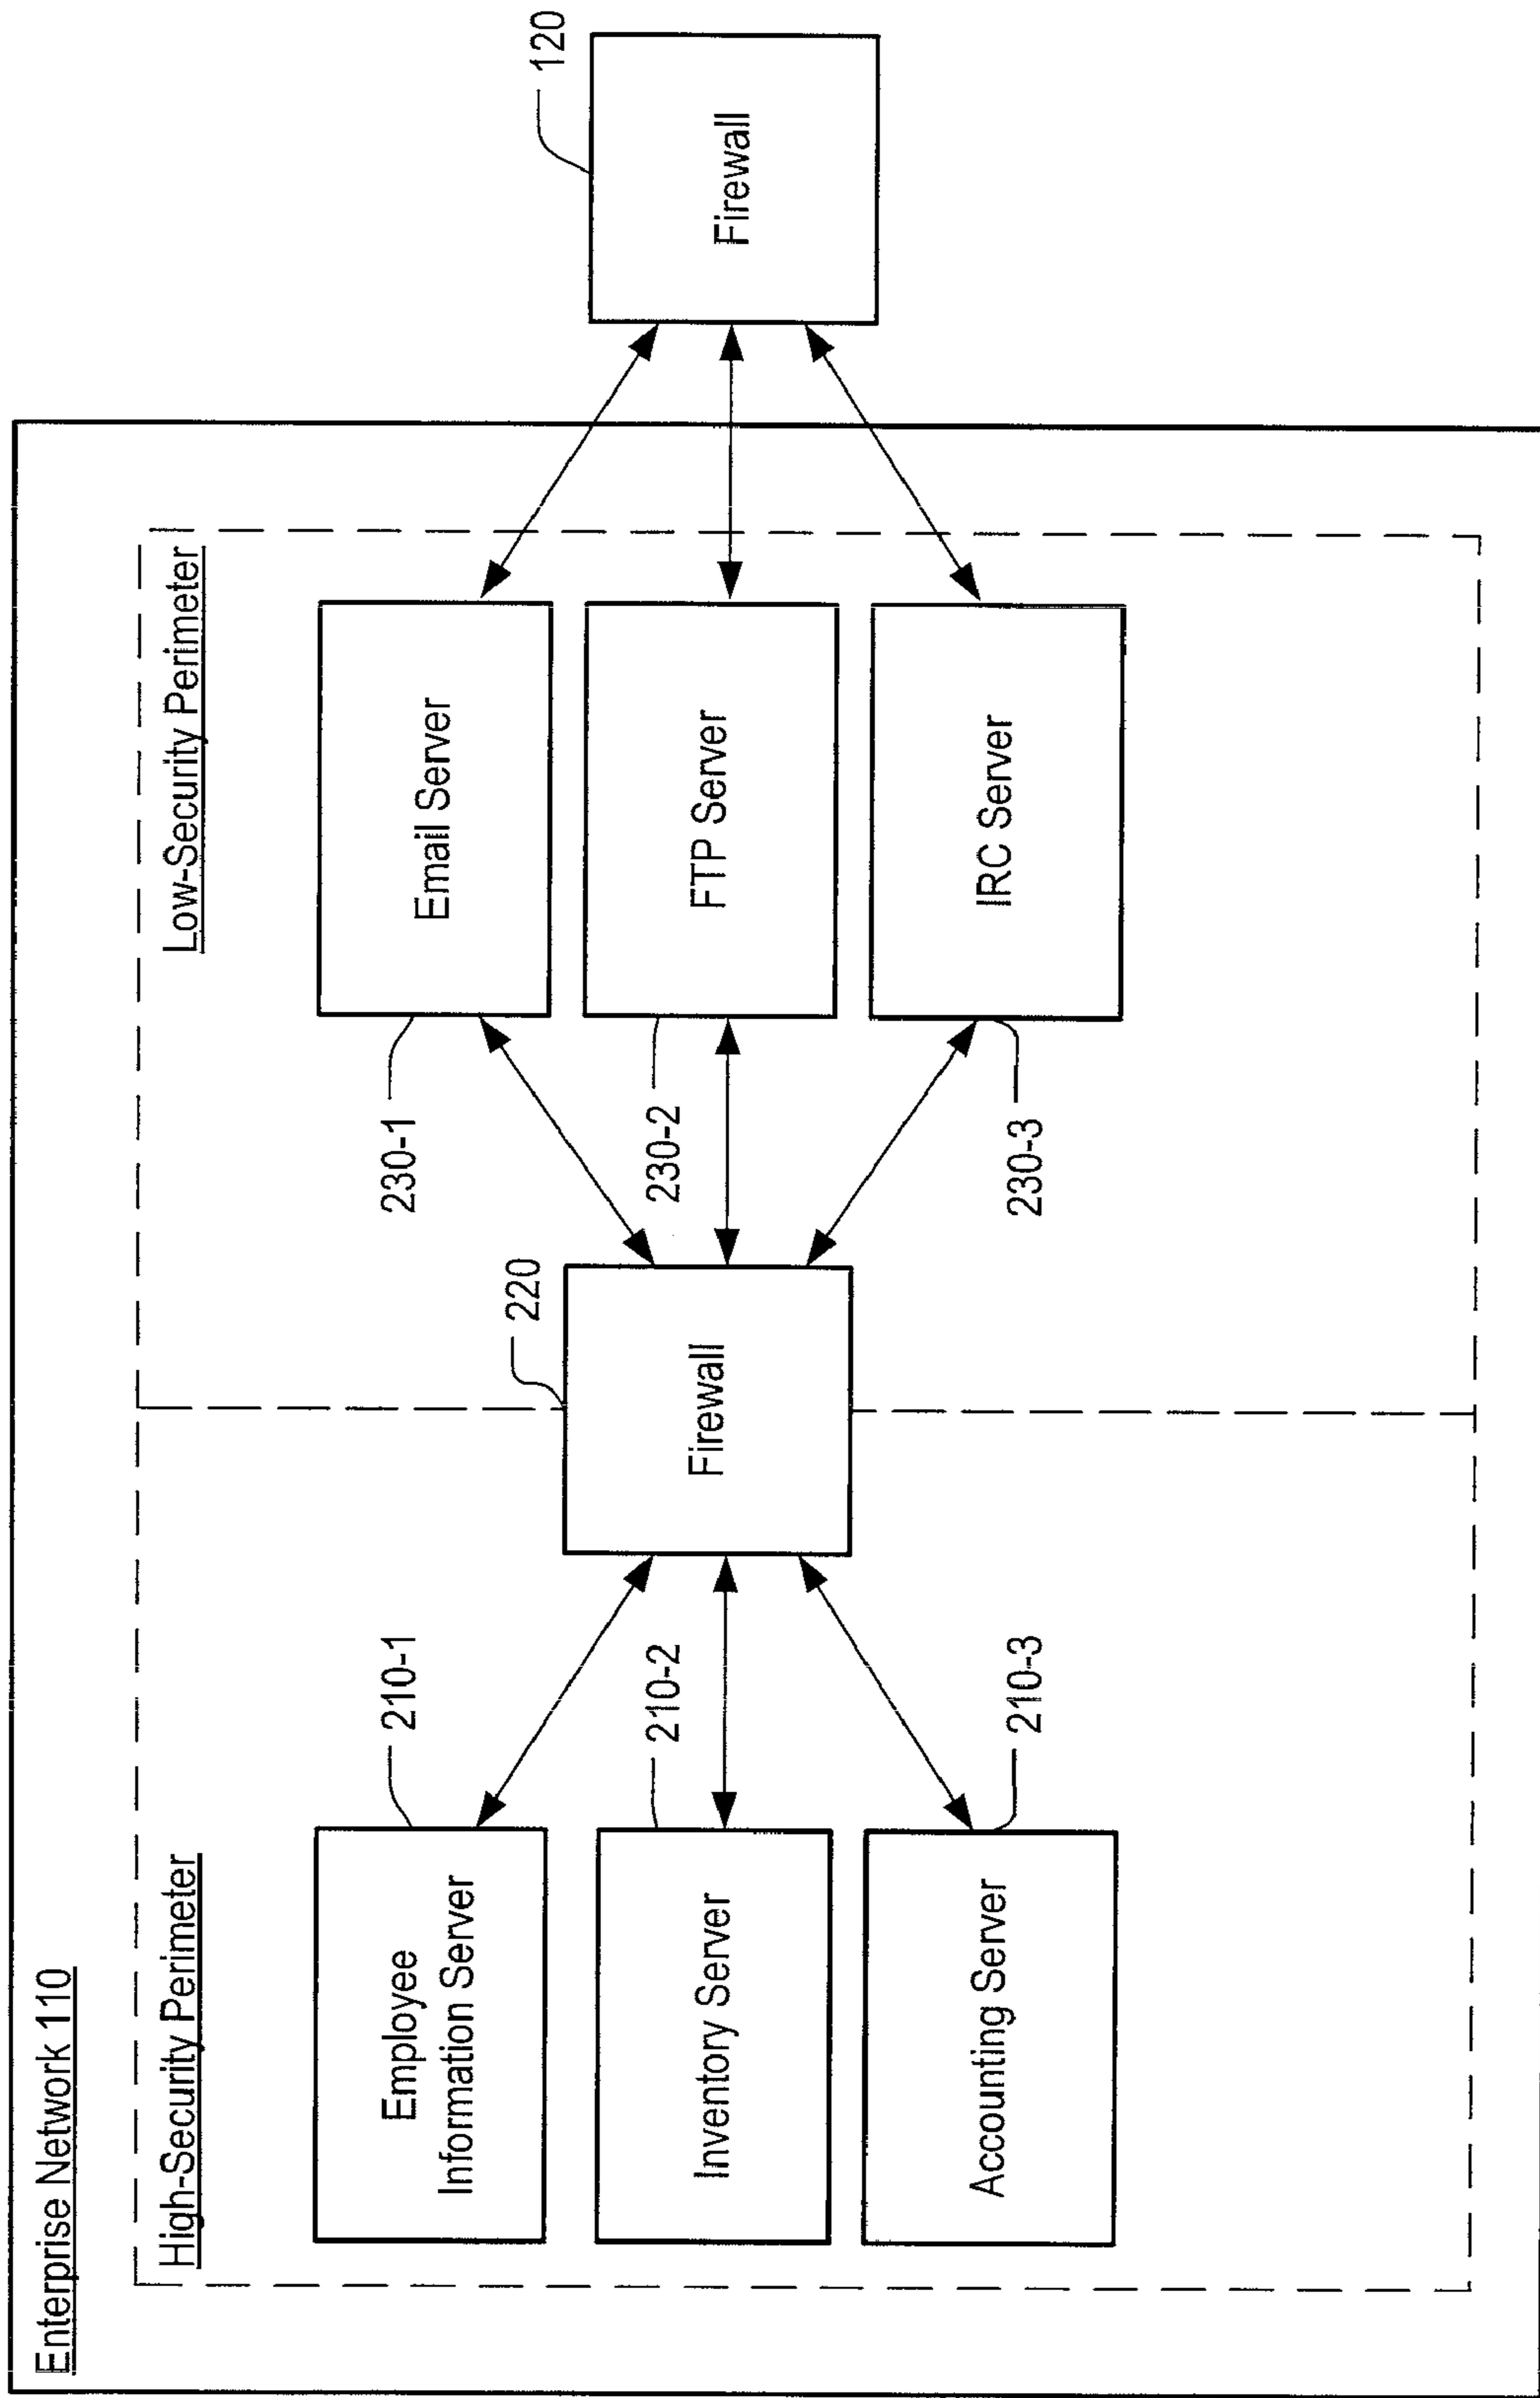 Enterprise Network 110
High-Security Perimeter
Low-Security Perimeter
Employee
Information Server
210-1
Inventory Server
210-2
Accounting Server
210-3
Firewall
220
Email Server
230-1
FTP Server
230-2
IRC Server
230-3
Firewall
120